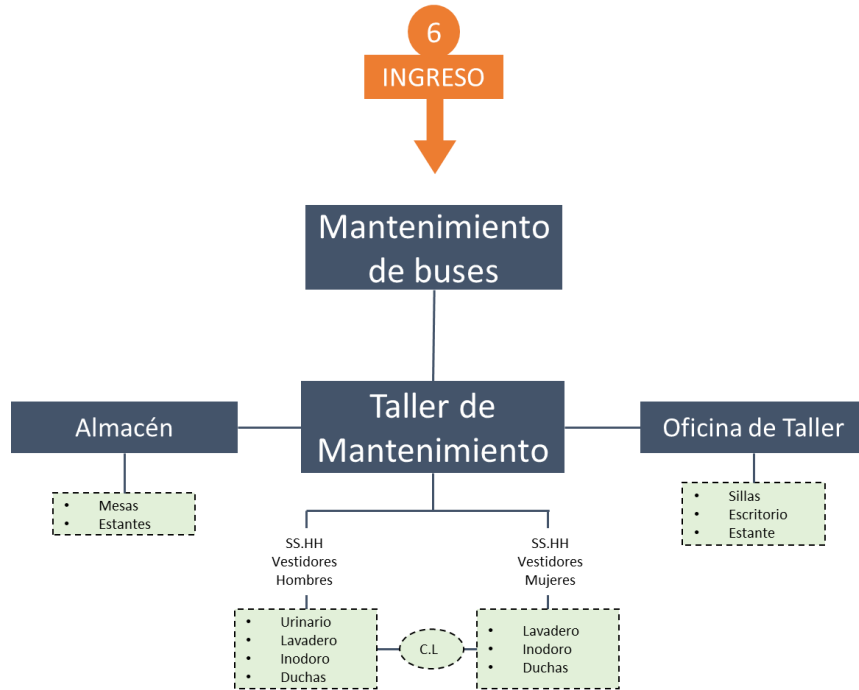 6
INGRESO
Mantenimiento
de buses
Almacén
Taller de
Mantenimiento
Oficina de Taller
• Mesas
• Estantes
• Sillas
• Escritorio
• Estante
SS.HH
Vestidores
Hombres
SS.HH
Vestidores
Mujeres
• Urinario
• Lavadero
• Inodoro
• Duchas
C.L
• Lavadero
• Inodoro
• Duchas